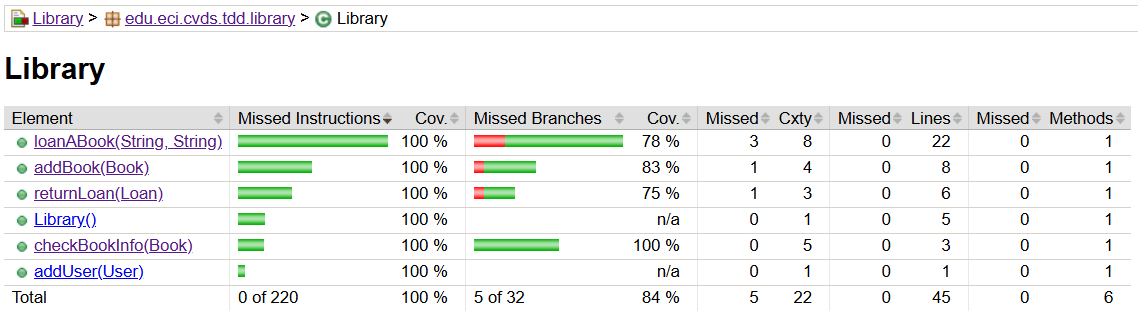 Library > edu.eci.cvds.tdd.library > Library
Library
Element Missed Instructions Cov. Missed Branches Cov. Missed Cxty Missed Lines Missed Methods
loanABook(String, String) 100 % 78 % 3 8 0 22 0 1
addBook(Book) 100 % 83 % 1 4 0 8 0 1
returnLoan(Loan) 100 % 75 % 1 3 0 6 0 1
Library() 100 % n/a 0 1 0 5 0 1
checkBookInfo(Book) 100 % 100 % 0 5 0 3 0 1
addUser(User) 100 % n/a 0 1 0 1 0 1
Total 0 of 220 100 % 5 of 32 84 % 5 22 0 45 0 6